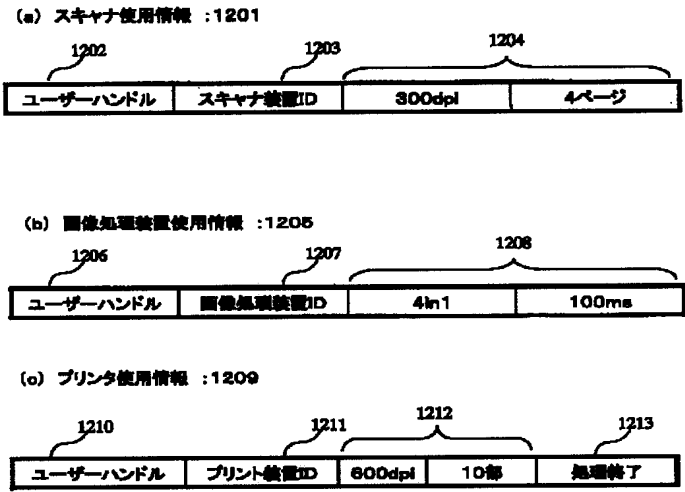 (a) スキャナ使用情報 :1201
1202 1203 1204
ユーザーハンドル スキャナ装置ID 300dpi 4ページ
(b) 画像処理装置使用情報 :1205
1206 1207 1208
ユーザーハンドル 画像処理装置ID 4in1 100ms
(c) プリンタ使用情報 :1209
1210 1211 1212 1213
ユーザーハンドル プリント装置ID 600dpi 10部 処理終了